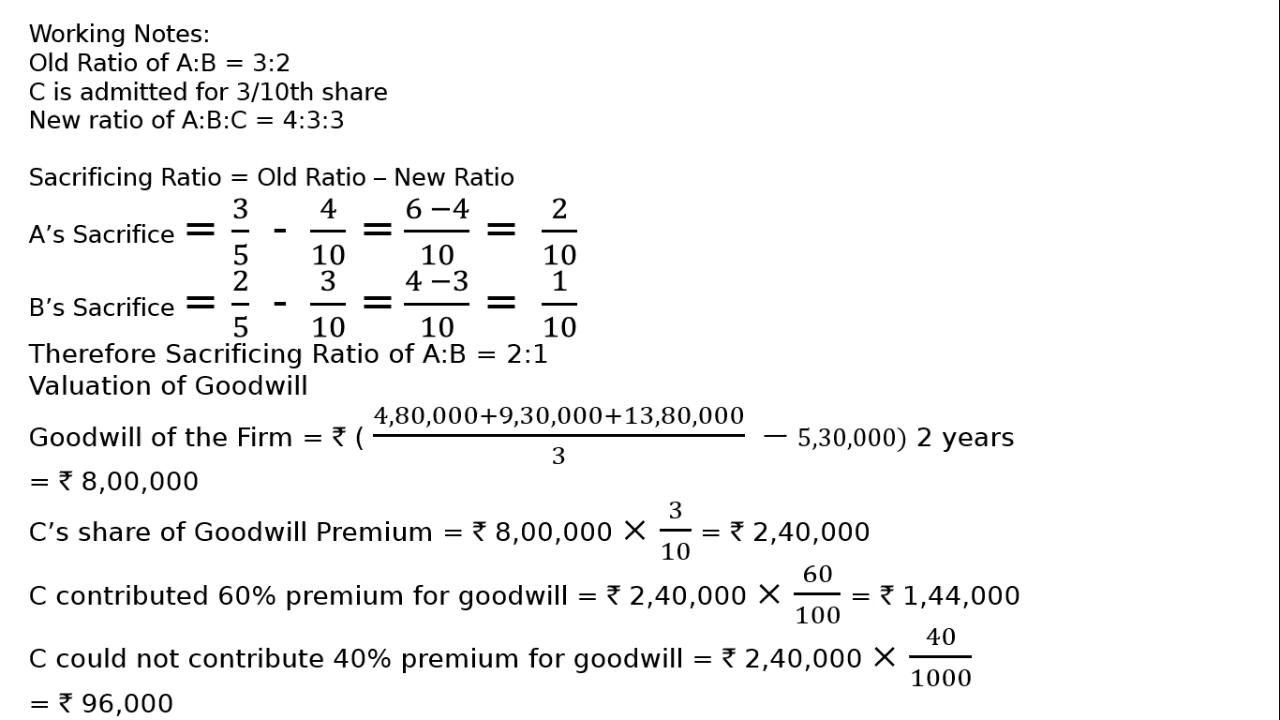 Working Notes:
Old Ratio of A:B = 3:2
C is admitted for 3/10th share
New ratio of A:B:C = 4:3:3
Sacrificing Ratio = Old Ratio – New Ratio
A’s Sacrifice = 3/5 - 4/10 = 6 −4/10 = 2/10
B’s Sacrifice = 2/5 - 3/10 = 4 −3/10 = 1/10
Therefore Sacrificing Ratio of A:B = 2:1
Valuation of Goodwill
Goodwill of the Firm = ₹ ( 4,80,000+9,30,000+13,80,000/3 − 5,30,000) 2 years
= ₹ 8,00,000
C’s share of Goodwill Premium = ₹ 8,00,000 × 3/10 = ₹ 2,40,000
C contributed 60% premium for goodwill = ₹ 2,40,000 × 60/100 = ₹ 1,44,000
C could not contribute 40% premium for goodwill = ₹ 2,40,000 × 40/1000
= ₹ 96,000